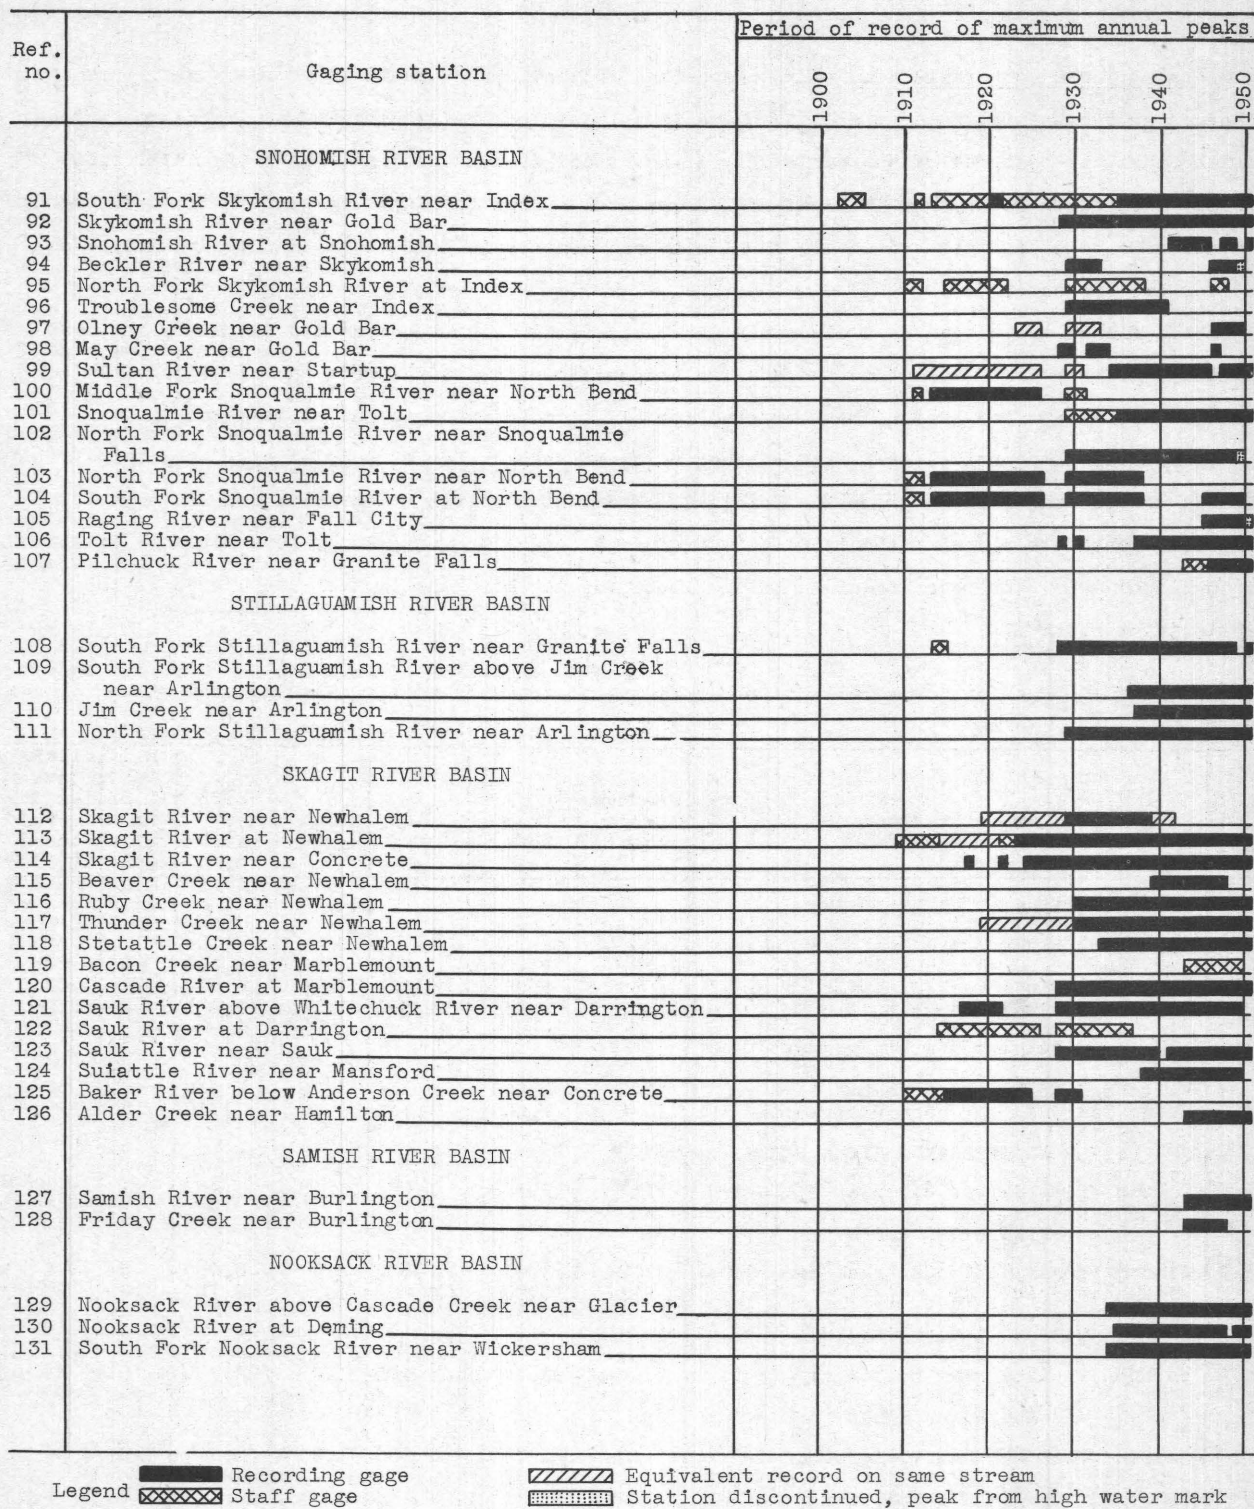 Period of record of maximum annual peaks
Ref. no. Gaging station 1900 1910 1920 1930 1940 1950
SNOHOMISH RIVER BASIN
91 South Fork Skykomish River near Index
92 Skykomish River near Gold Bar
93 Snohomish River at Snohomish
94 Beckler River near Skykomish
95 North Fork Skykomish River at Index
96 Troublesome Creek near Index
97 Olney Creek near Gold Bar
98 May Creek near Gold Bar
99 Sultan River near Startup
100 Middle Fork Snoqualmie River near North Bend
101 Snoqualmie River near Tolt
102 North Fork Snoqualmie River near Snoqualmie
Falls
103 North Fork Snoqualmie River near North Bend
104 South Fork Snoqualmie River at North Bend
105 Raging River near Fall City
106 Tolt River near Tolt
107 Pilchuck River near Granite Falls
STILLAGUAMISH RIVER BASIN
108 South Fork Stillaguamish River near Granite Falls
109 South Fork Stillaguamish River above Jim Creek
near Arlington
110 Jim Creek near Arlington
111 North Fork Stillaguamish River near Arlington
SKAGIT RIVER BASIN
112 Skagit River near Newhalem
113 Skagit River at Newhalem
114 Skagit River near Concrete
115 Beaver Creek near Newhalem
116 Ruby Creek near Newhalem
117 Thunder Creek near Newhalem
118 Stetattle Creek near Newhalem
119 Bacon Creek near Marblemount
120 Cascade River at Marblemount
121 Sauk River above Whitechuck River near Darrington
122 Sauk River at Darrington
123 Sauk River near Sauk
124 Suiattle River near Mansford
125 Baker River below Anderson Creek near Concrete
126 Alder Creek near Hamilton
SAMISH RIVER BASIN
127 Samish River near Burlington
128 Friday Creek near Burlington
NOOKSACK RIVER BASIN
129 Nooksack River above Cascade Creek near Glacier
130 Nooksack River at Deming
131 South Fork Nooksack River near Wickersham
Legend Recording gage Equivalent record on same stream
Staff gage Station discontinued, peak from high water mark